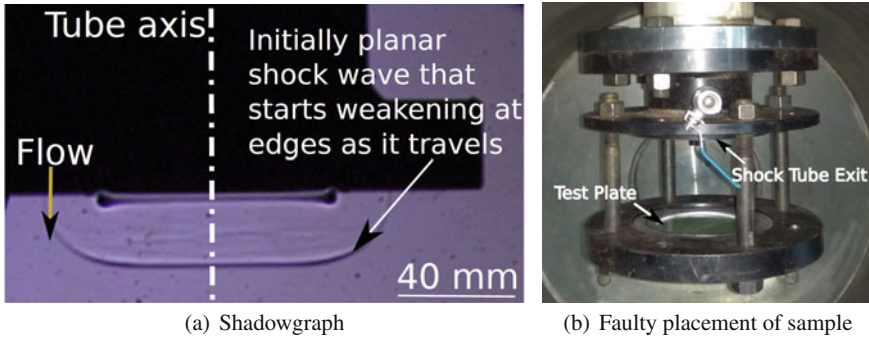 Tube axis
Initially planar
shock wave that
starts weakening at
edges as it travels
Flow
40 mm
(a) Shadowgraph
Shock Tube Exit
Test Plate
(b) Faulty placement of sample